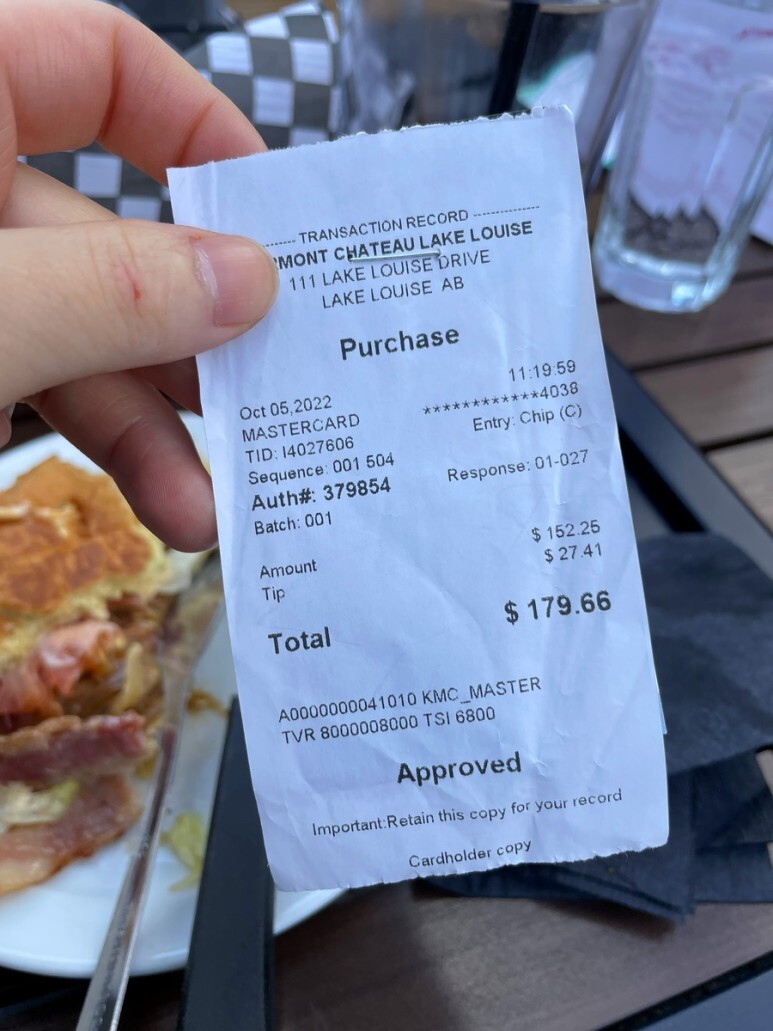 ------- TRANSACTION RECORD --------------
MONT CHATEAU LAKE LOUISE
111 LAKE LOUISE DRIVE
LAKE LOUISE AB
Purchase
Oct 05,2022 11:19:59
MASTERCARD ************4038
TID: I4027606 Entry: Chip (C)
Sequence: 001 504
Auth#: 379854 Response: 01-027
Batch: 001
Amount $ 152.25
Tip $ 27.41
Total $ 179.66
A0000000041010 KMC_MASTER
TVR 8000008000 TSI 6800
Approved
Important:Retain this copy for your record
Cardholder copy